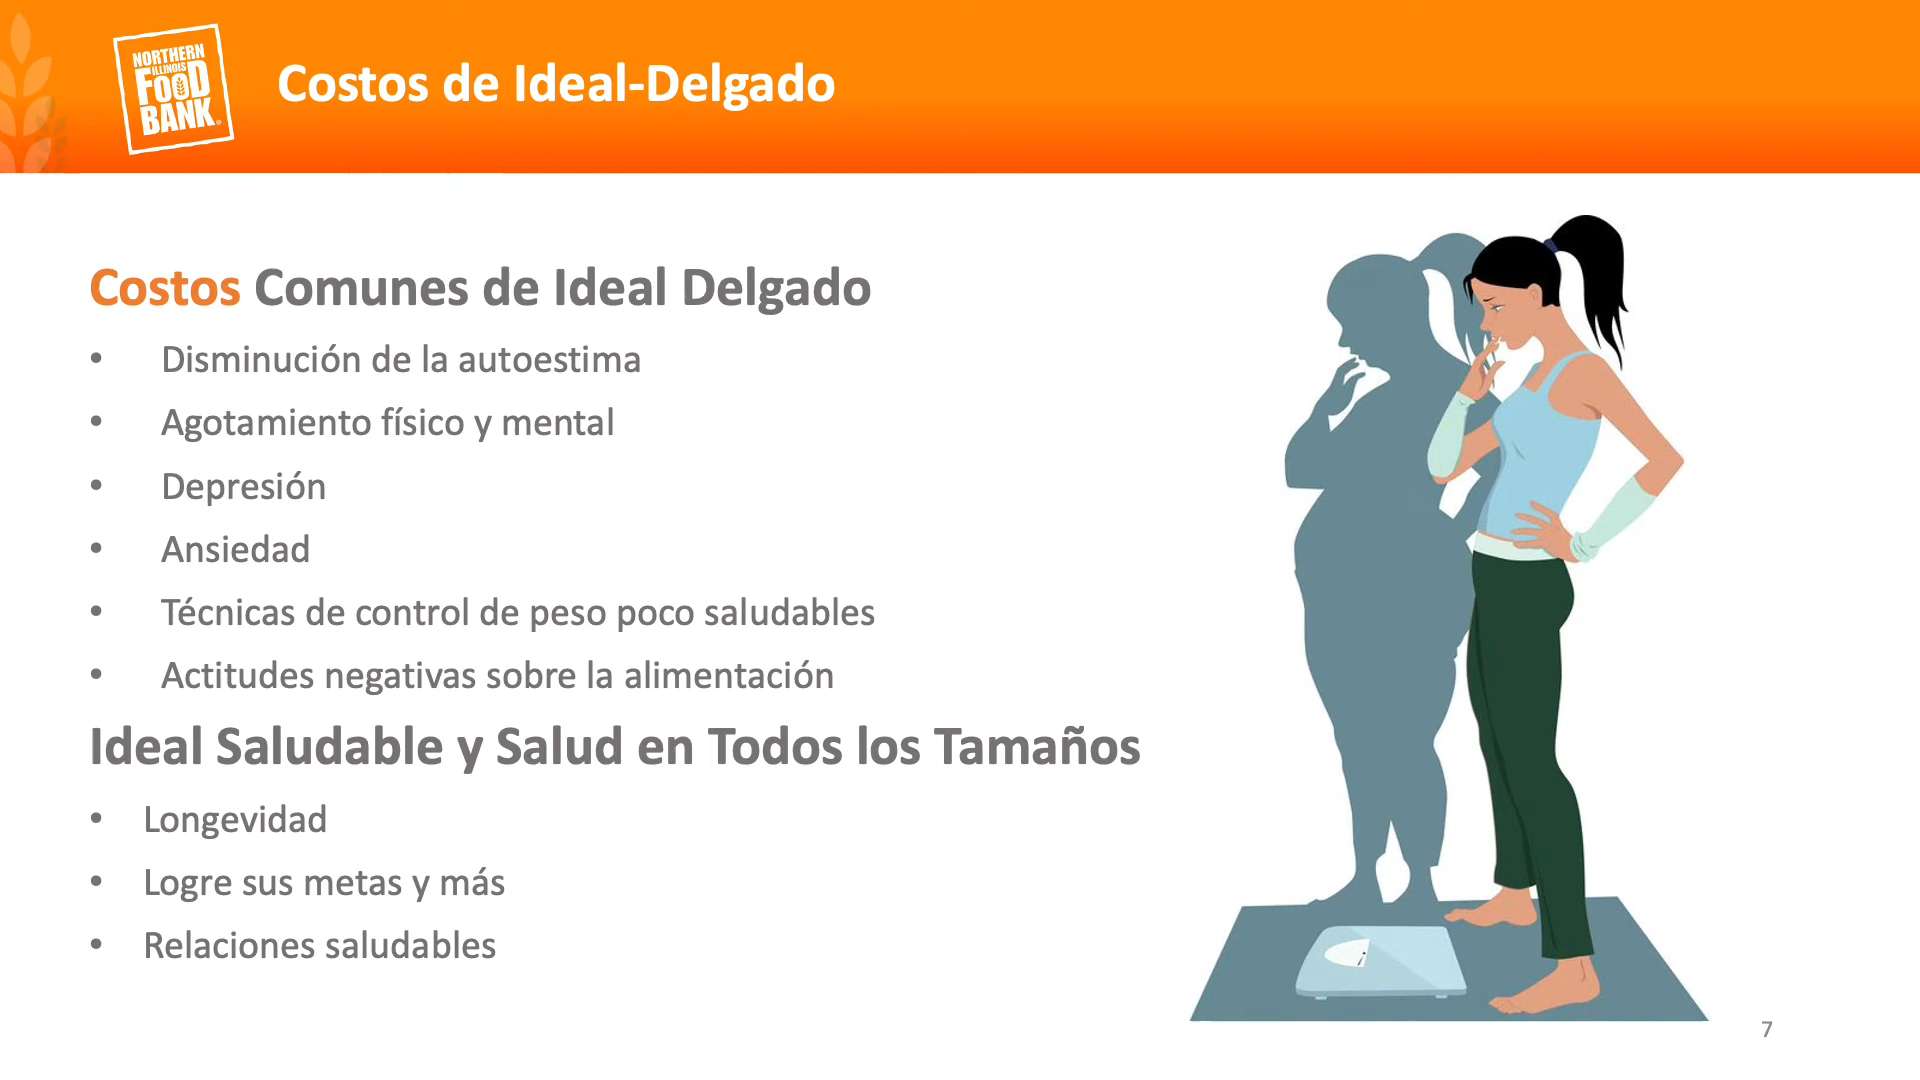 NORTHERN
ILLINOIS
FOOD
BANK
Costos de Ideal-Delgado
Costos Comunes de Ideal Delgado
• Disminución de la autoestima
• Agotamiento físico y mental
• Depresión
• Ansiedad
• Técnicas de control de peso poco saludables
• Actitudes negativas sobre la alimentación
Ideal Saludable y Salud en Todos los Tamaños
• Longevidad
• Logre sus metas y más
• Relaciones saludables
7